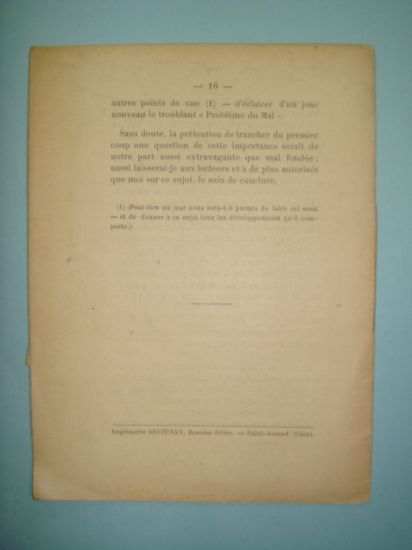 — 16 —
autres points de vue (1) — d'éclairer d'un jour
nouveau le troublant « Problème du Mal ».
Sans doute, la prétention de trancher du premier
coup une question de cette importance serait de
notre part aussi extravagante que mal fondée ;
aussi laisserai-je aux lecteurs et à de plus autorisés
que moi sur ce sujet, le soin de conclure.
(1) (Peut-être un jour nous sera-t-il permis de faire cet essai
— et de donner à ce sujet tous les développements qu'il com-
porte.)
Imprimerie DESTENAY, Bussière frères. — Saint-Amand (Cher).